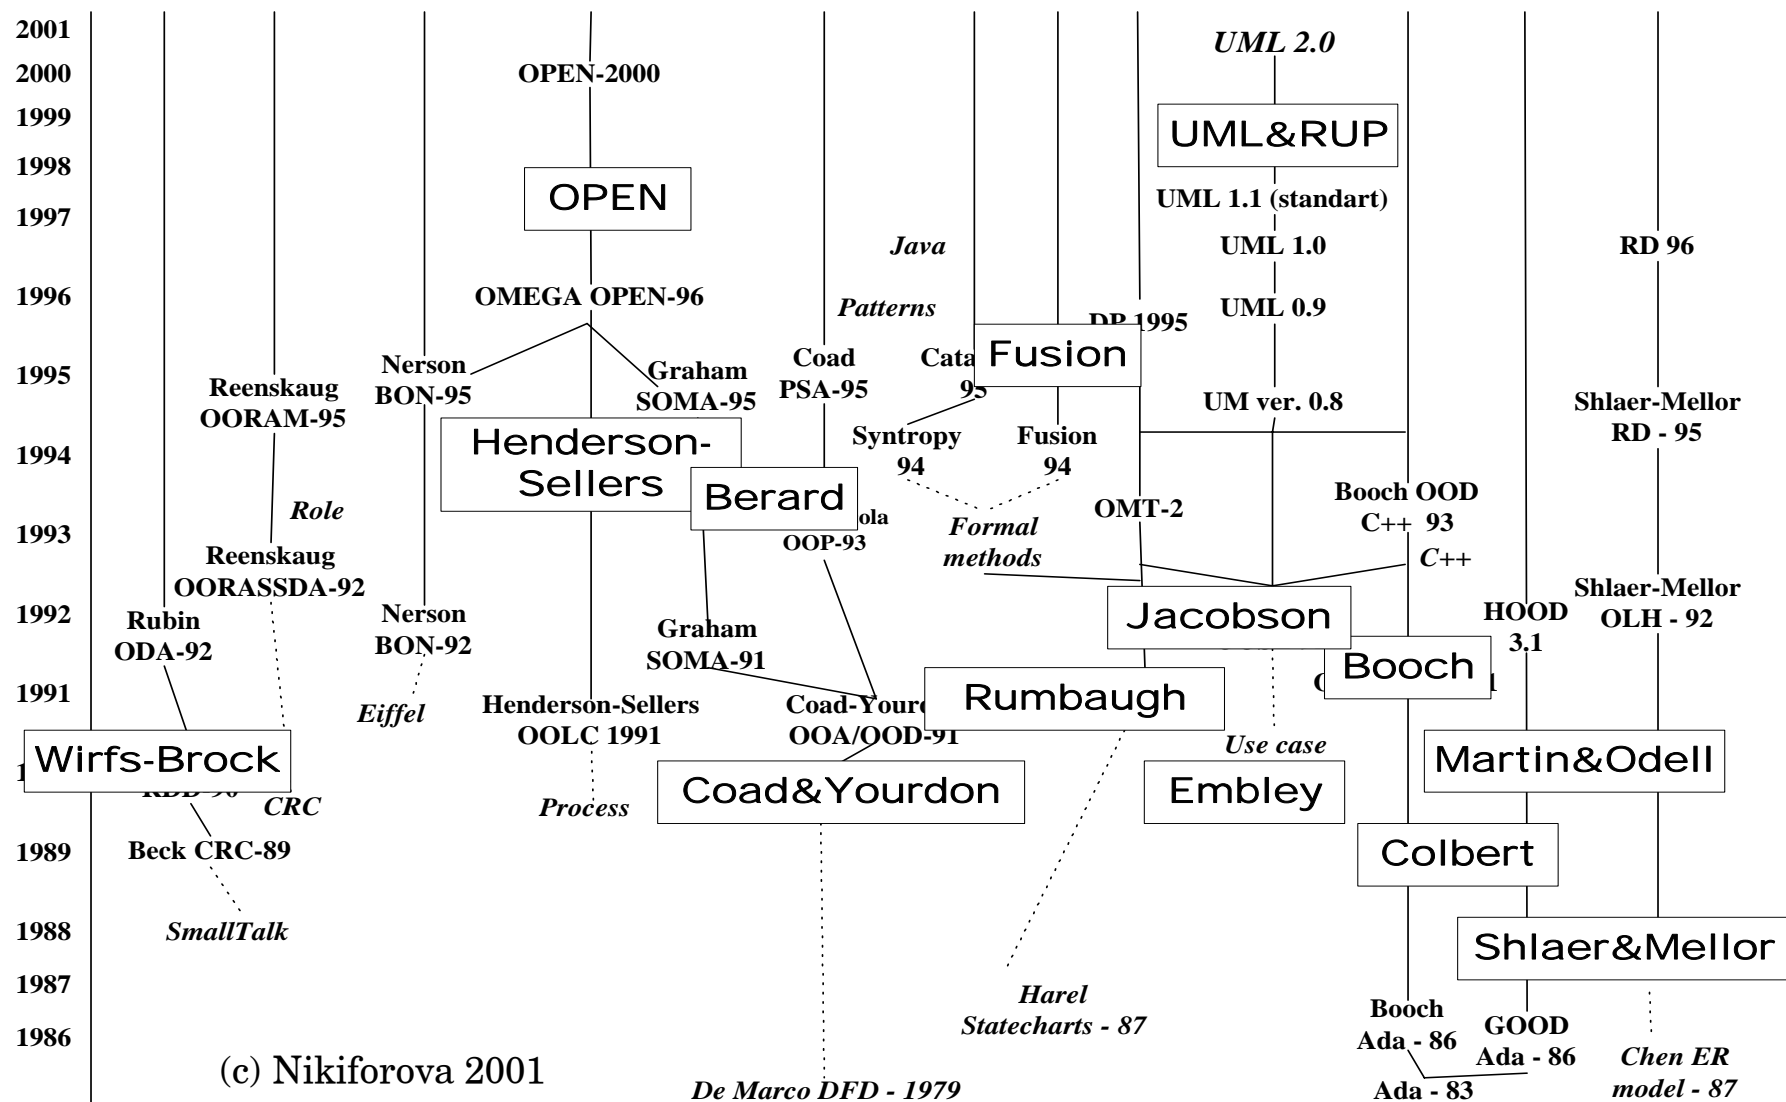 2001
UML 2.0
2000
OPEN-2000
1999
UML&RUP
1998
OPEN
UML 1.1 (standart)
1997
Java
UML 1.0
RD 96
1996
OMEGA OPEN-96
Patterns
UML 0.9
DP 1995
Fusion
1995
Nerson
BON-95
Graham
SOMA-95
Coad
PSA-95
95
Reenskaug
OORAM-95
UM ver. 0.8
Shlaer-Mellor
RD - 95
1994
Henderson-
Sellers
Syntropy
94
Fusion
94
Berard
Role
OOP-93
Formal
methods
OMT-2
Booch OOD
C++ 93
1993
C++
Reenskaug
OORASSDA-92
Shlaer-Mellor
OLH - 92
1992
Rubin
ODA-92
Nerson
BON-92
Graham
SOMA-91
Jacobson
HOOD
3.1
Booch
1991
Eiffel
Henderson-Sellers
OOLC 1991
OOA/OOD-91
Rumbaugh
Use case
Wirfs-Brock
Martin&Odell
CRC
Process
Coad&Yourdon
Embley
1989
Beck CRC-89
Colbert
1988
SmallTalk
Shlaer&Mellor
1987
Harel
Statecharts - 87
Booch
Ada - 86
GOOD
Ada - 86
1986
Chen ER
model - 87
(c) Nikiforova 2001
De Marco DFD - 1979
Ada - 83